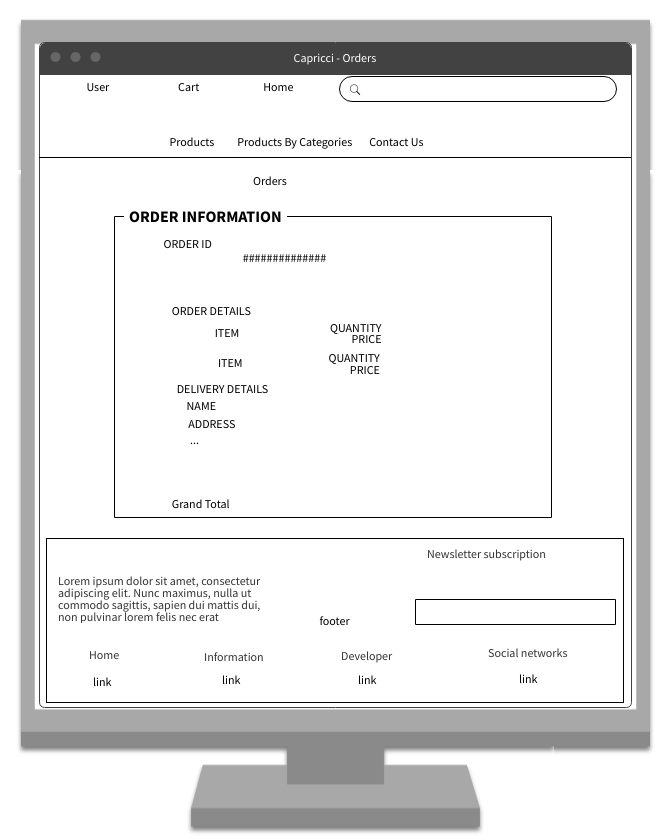 Capricci - Orders
User Cart Home
Products Products By Categories Contact Us
Orders
ORDER INFORMATION
ORDER ID
##############
ORDER DETAILS
ITEM QUANTITY
PRICE
ITEM QUANTITY
PRICE
DELIVERY DETAILS
NAME
ADDRESS
...
Grand Total
Newsletter subscription
Lorem ipsum dolor sit amet, consectetur
adipiscing elit. Nunc maximus, nulla ut
commodo sagittis, sapien dui mattis dui,
non pulvinar lorem felis nec erat
footer
Home Information Developer Social networks
link link link link